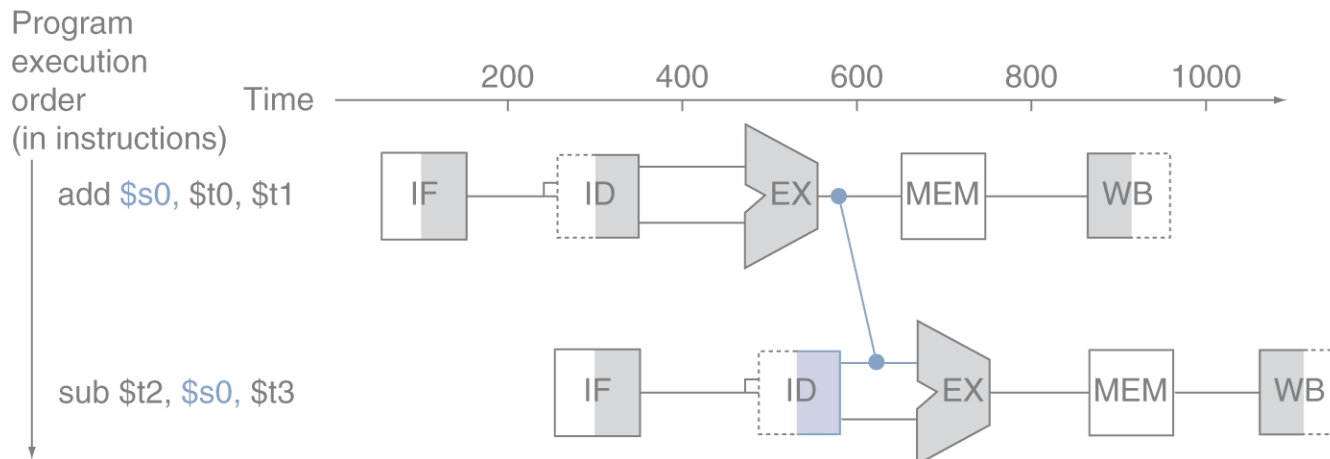 Program
execution
order
(in instructions)
Time
200 400 600 800 1000
add $s0, $t0, $t1
IF ID EX MEM WB
sub $t2, $s0, $t3
IF ID EX MEM WB